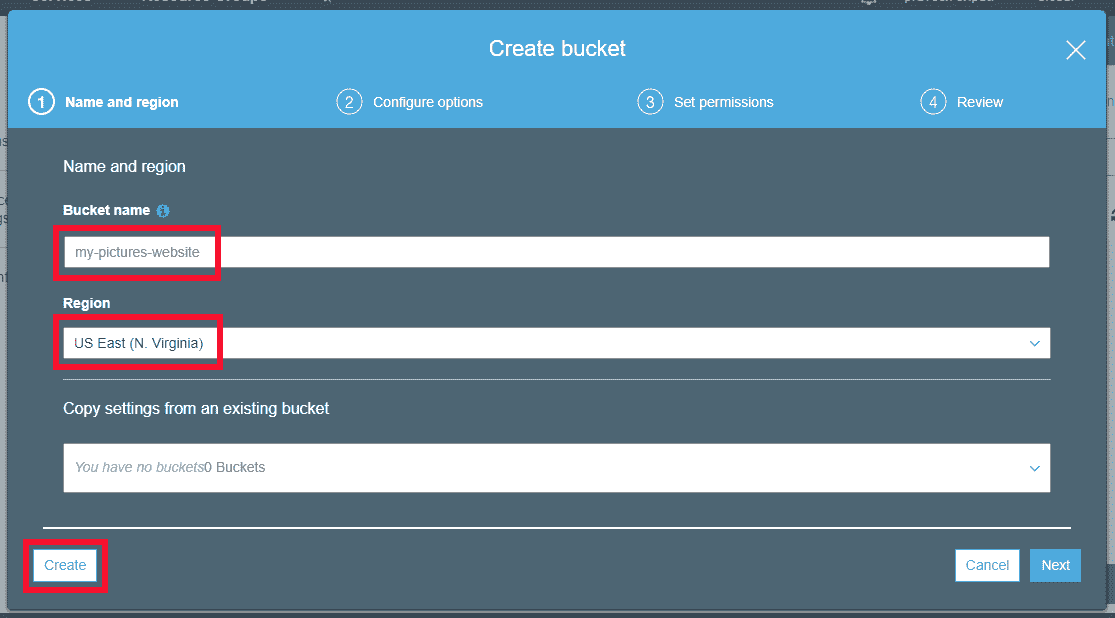 Create bucket
1 Name and region
2 Configure options
3 Set permissions
4 Review
Name and region
Bucket name
my-pictures-website
Region
US East (N. Virginia)
Copy settings from an existing bucket
You have no buckets0 Buckets
Create
Cancel
Next